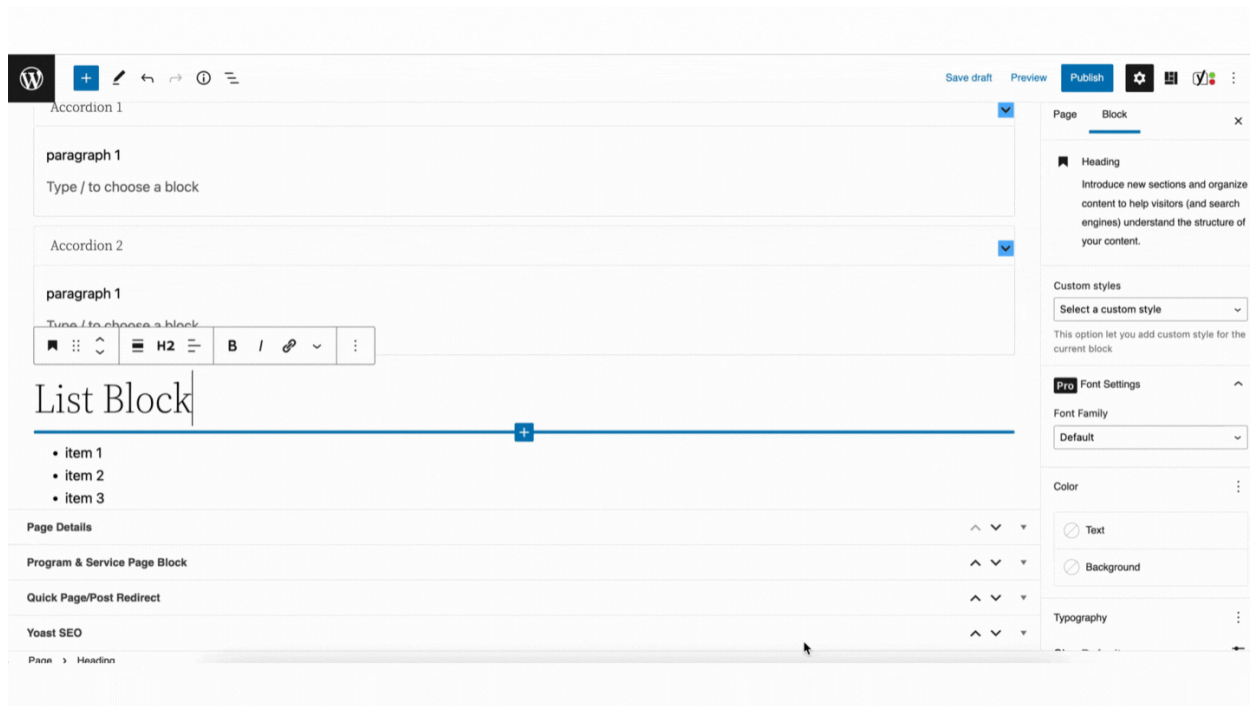 Save draft
Preview
Publish
Accordion 1
paragraph 1
Type / to choose a block
Accordion 2
paragraph 1
Type / to choose a block
H2
B
I
List Block
item 1
item 2
item 3
Page Details
Program & Service Page Block
Quick Page/Post Redirect
Yoast SEO
Page > Heading
Page
Block
Heading
Introduce new sections and organize
content to help visitors (and search
engines) understand the structure of
your content.
Custom styles
Select a custom style
This option let you add custom style for the
current block
Pro Font Settings
Font Family
Default
Color
Text
Background
Typography